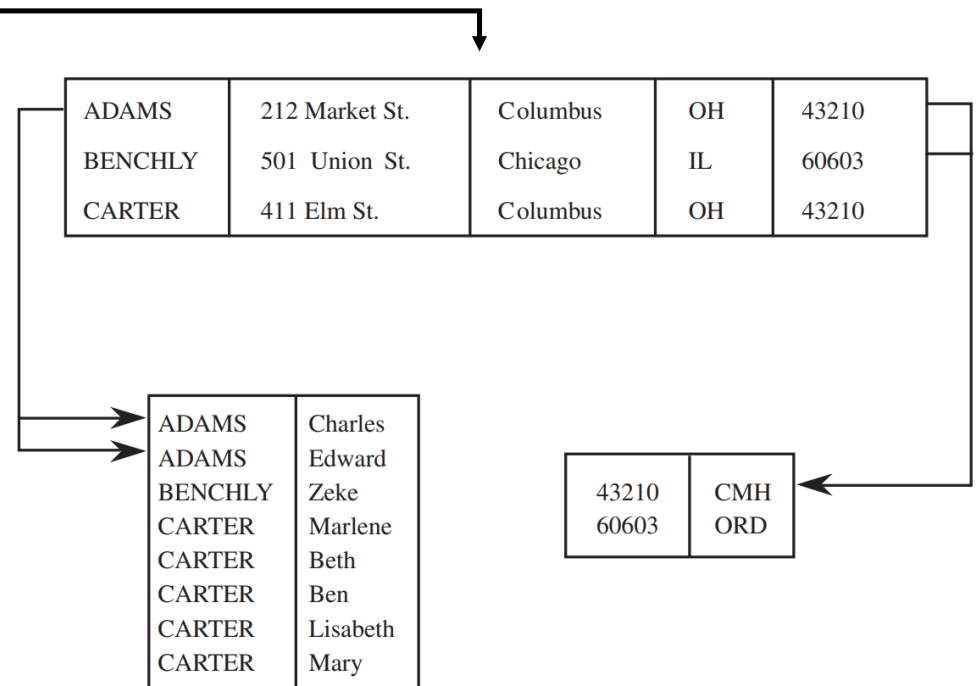 ADAMS 212 Market St. Columbus OH 43210
BENCHLY 501 Union St. Chicago IL 60603
CARTER 411 Elm St. Columbus OH 43210
ADAMS Charles
ADAMS Edward
BENCHLY Zeke
CARTER Marlene
CARTER Beth
CARTER Ben
CARTER Lisabeth
CARTER Mary
43210 CMH
60603 ORD